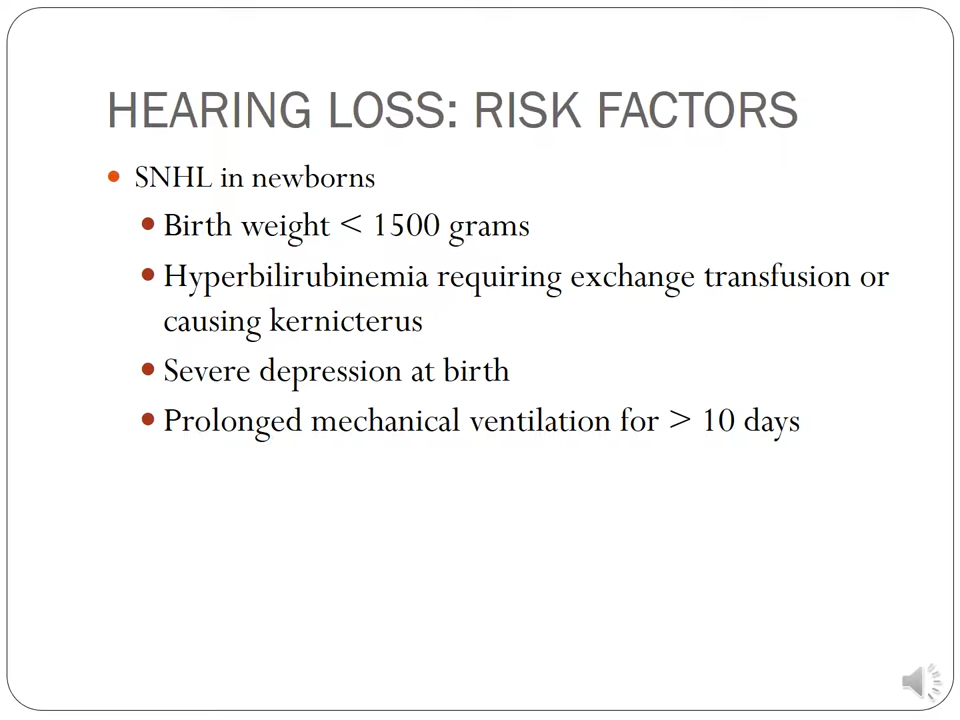 HEARING LOSS: RISK FACTORS
• SNHL in newborns
• Birth weight < 1500 grams
• Hyperbilirubinemia requiring exchange transfusion or
causing kernicterus
• Severe depression at birth
• Prolonged mechanical ventilation for > 10 days